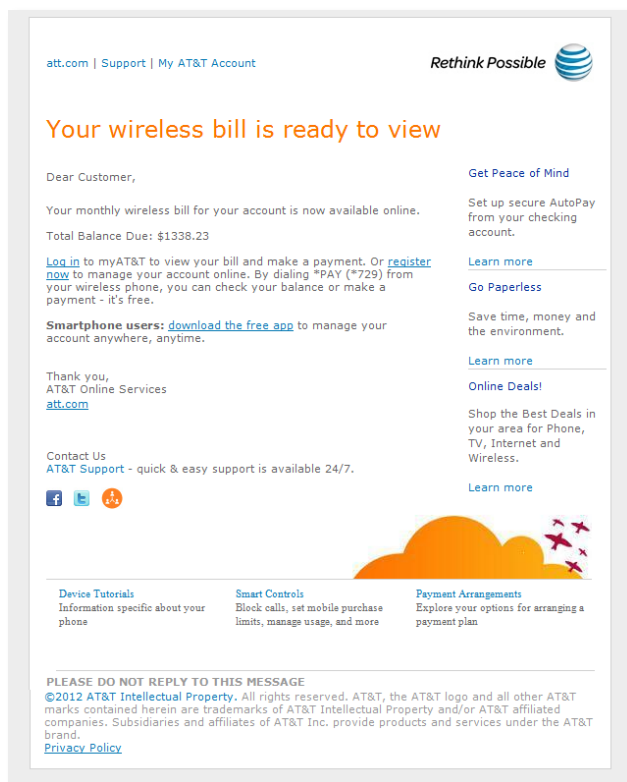 att.com | Support | My AT&T Account
Rethink Possible
Your wireless bill is ready to view
Dear Customer,
Your monthly wireless bill for your account is now available online.
Total Balance Due: $1338.23
Log in to myAT&T to view your bill and make a payment. Or register
now to manage your account online. By dialing *PAY (*729) from
your wireless phone, you can check your balance or make a
payment - it's free.
Smartphone users: download the free app to manage your
account anywhere, anytime.
Thank you,
AT&T Online Services
att.com
Contact Us
AT&T Support - quick & easy support is available 24/7.
Get Peace of Mind
Set up secure AutoPay
from your checking
account.
Learn more
Go Paperless
Save time, money and
the environment.
Learn more
Online Deals!
Shop the Best Deals in
your area for Phone,
TV, Internet and
Wireless.
Learn more
Device Tutorials
Information specific about your
phone
Smart Controls
Block calls, set mobile purchase
limits, manage usage, and more
Payment Arrangements
Explore your options for arranging a
payment plan
PLEASE DO NOT REPLY TO THIS MESSAGE
©2012 AT&T Intellectual Property. All rights reserved. AT&T, the AT&T logo and all other AT&T
marks contained herein are trademarks of AT&T Intellectual Property and/or AT&T affiliated
companies. Subsidiaries and affiliates of AT&T Inc. provide products and services under the AT&T
brand.
Privacy Policy